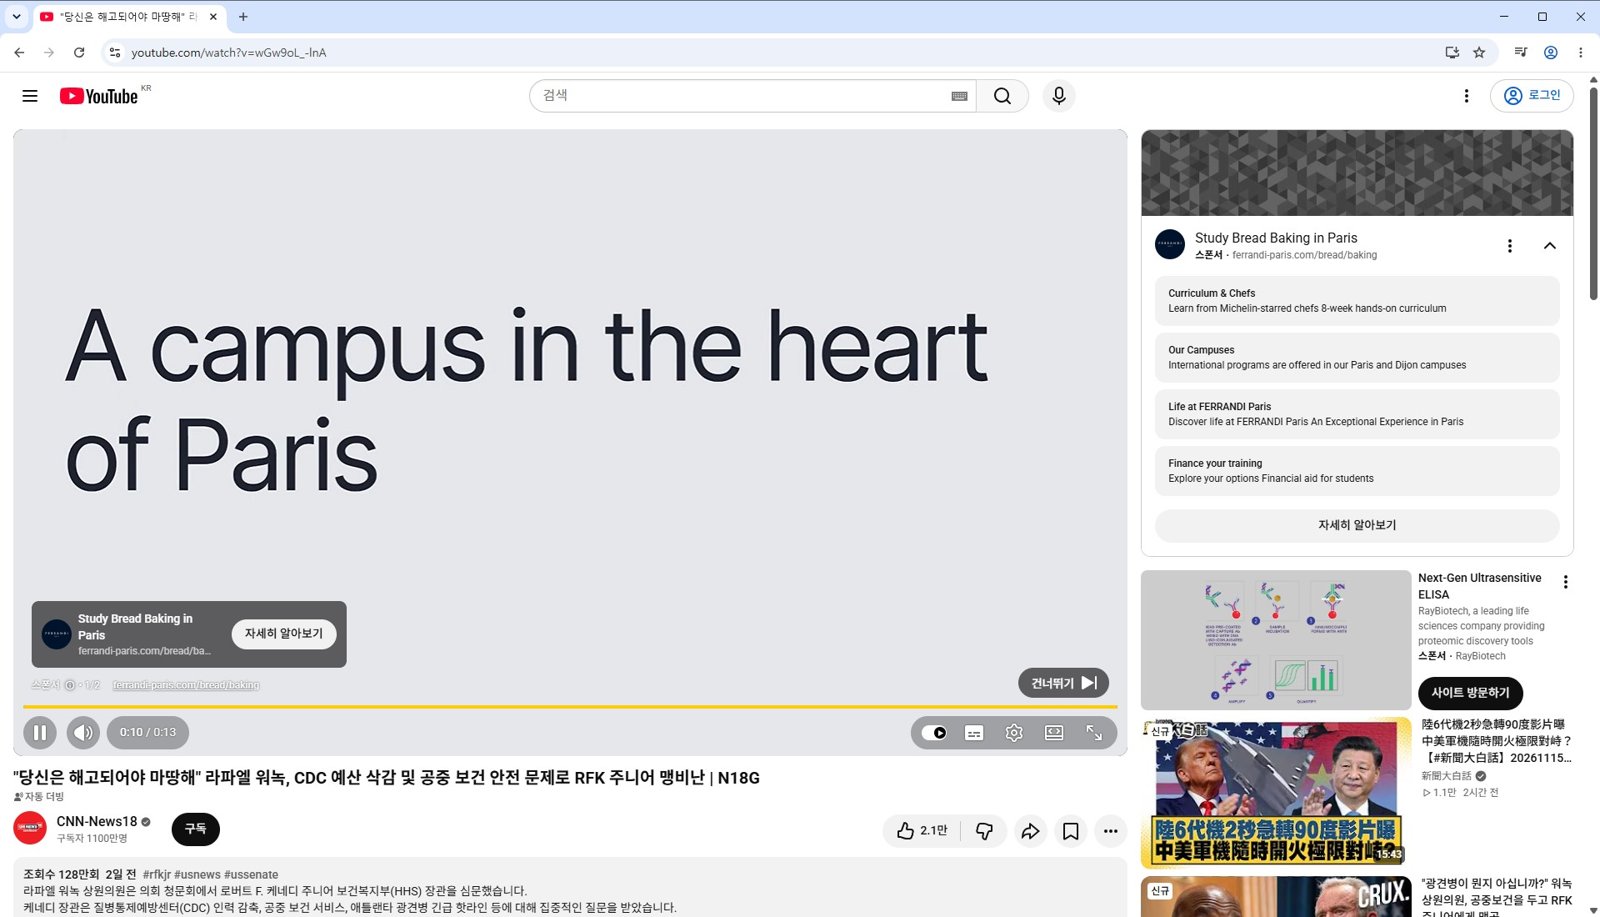 "당신은 해고되어야 마땅해" 라
youtube.com/watch?v=wGw9oL_-lnA
YouTube KR
검색
로그인
A campus in the heart
of Paris
Study Bread Baking in
Paris
ferrandi-paris.com/bread/ba...
자세히 알아보기
스폰서 · 1/2 ferrandi-paris.com/bread/baking
건너뛰기
0:10 / 0:13
"당신은 해고되어야 마땅해" 라파엘 워녹, CDC 예산 삭감 및 공중 보건 안전 문제로 RFK 주니어 맹비난 | N18G
자동 더빙
CNN-News18
구독자 1100만명
구독
2.1만
조회수 128만회 2일 전 #rfkjr #usnews #ussenate
라파엘 워녹 상원의원은 의회 청문회에서 로버트 F. 케네디 주니어 보건복지부(HHS) 장관을 심문했습니다.
케네디 장관은 질병통제예방센터(CDC) 인력 감축, 공중 보건 서비스, 애틀랜타 광견병 긴급 핫라인 등에 대해 집중적인 질문을 받았습니다.
FERRANDI
Study Bread Baking in Paris
스폰서 · ferrandi-paris.com/bread/baking
Curriculum & Chefs
Learn from Michelin-starred chefs 8-week hands-on curriculum
Our Campuses
International programs are offered in our Paris and Dijon campuses
Life at FERRANDI Paris
Discover life at FERRANDI Paris An Exceptional Experience in Paris
Finance your training
Explore your options Financial aid for students
자세히 알아보기
Next-Gen Ultrasensitive
ELISA
RayBiotech, a leading life
sciences company providing
proteomic discovery tools
스폰서 · RayBiotech
사이트 방문하기
SAMPLE
INCUBATION
AMPLIFY
QUANTIFY
신규
大白話
陸6代機2秒急轉90度影片曝
中美軍機隨時開火極限對峙?
15:43
陸6代機2秒急轉90度影片曝
中美軍機隨時開火極限對峙？
【#新聞大白話】20261115...
新聞大白話
1.1만 2시간 전
신규
CRUX.
"광견병이 뭔지 아십니까?" 워녹
상원의원, 공중보건을 두고 RFK
주니어에게 맹공